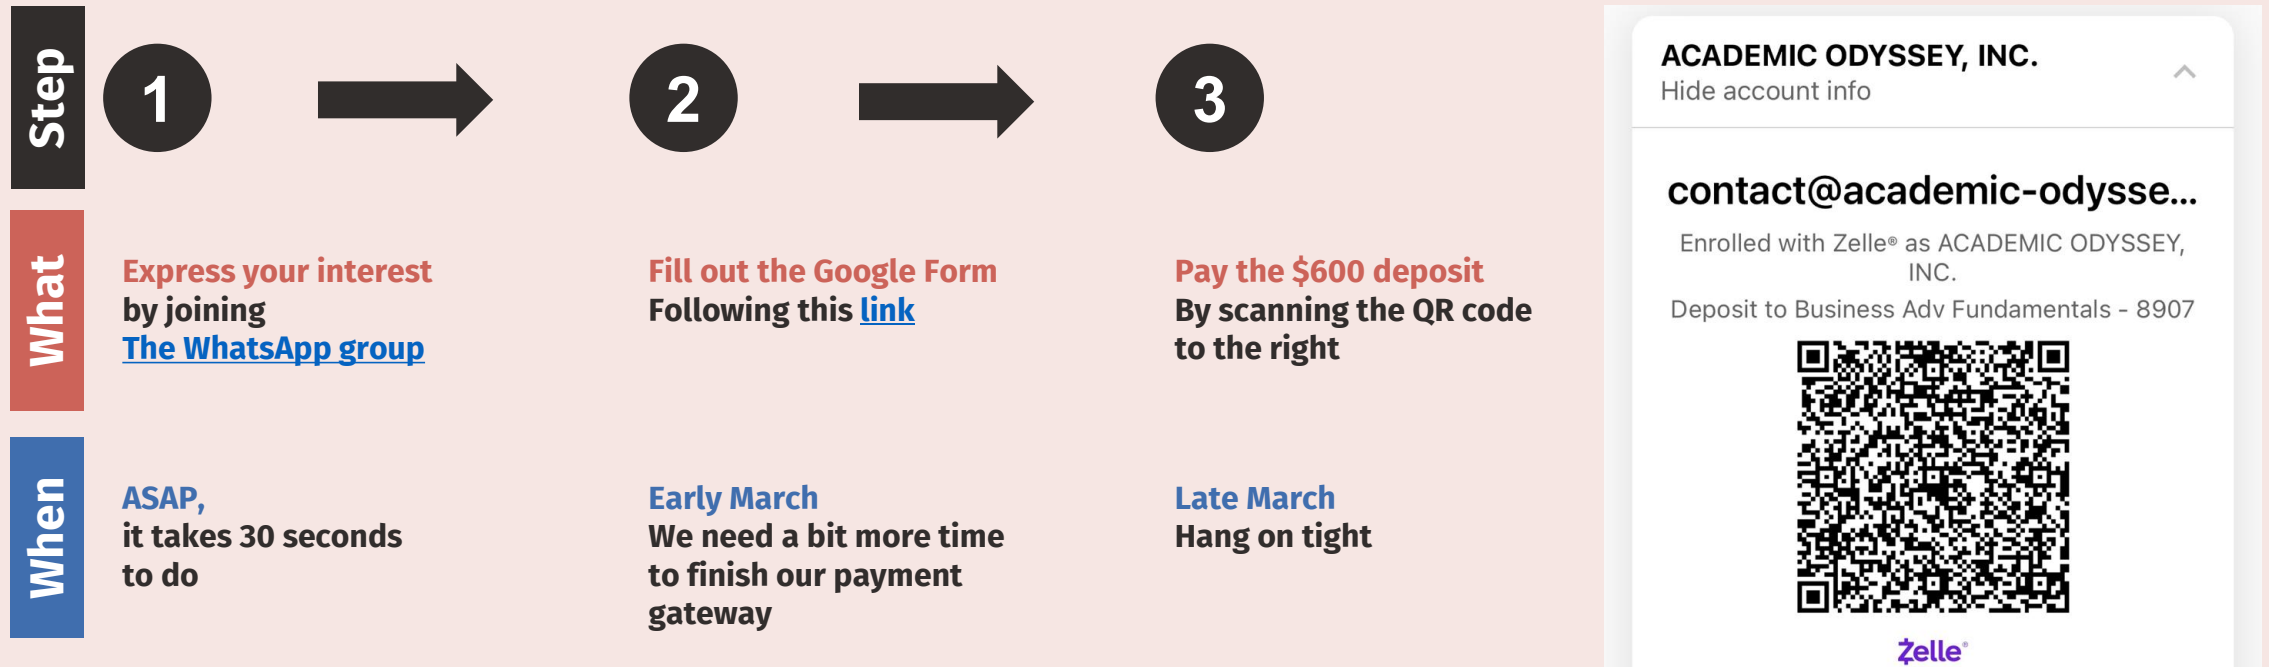 Step
1
2
3
What
Express your interest
by joining
The WhatsApp group
Fill out the Google Form
Following this link
Pay the $600 deposit
By scanning the QR code
to the right
When
ASAP,
it takes 30 seconds
to do
Early March
We need a bit more time
to finish our payment
gateway
Late March
Hang on tight
ACADEMIC ODYSSEY, INC.
Hide account info
contact@academic-odysse...
Enrolled with Zelle® as ACADEMIC ODYSSEY,
INC.
Deposit to Business Adv Fundamentals - 8907
Zelle®